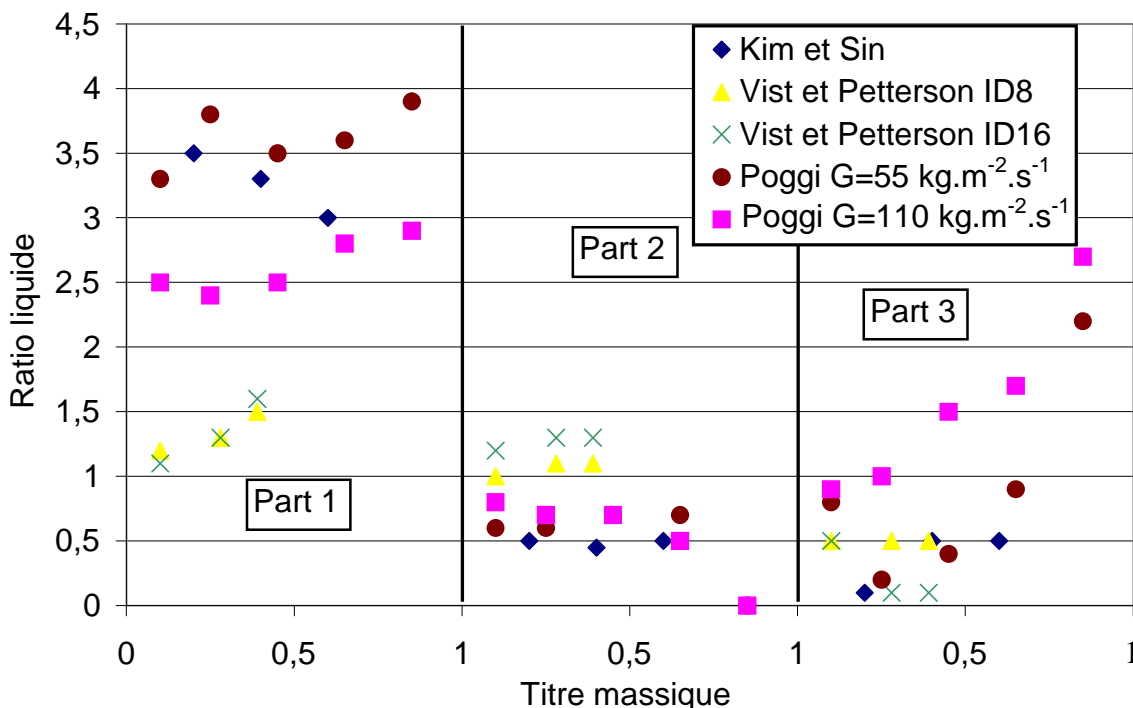 4,5
4
3,5
3
2,5
2
1,5
1
0,5
0
Ratio liquide
Kim et Sin
Vist et Petterson ID8
Vist et Petterson ID16
Poggi G=55 kg.m-2.s-1
Poggi G=110 kg.m-2.s-1
Part 1
Part 2
Part 3
0 0,5 1 0,5 1 0,5 1
Titre massique